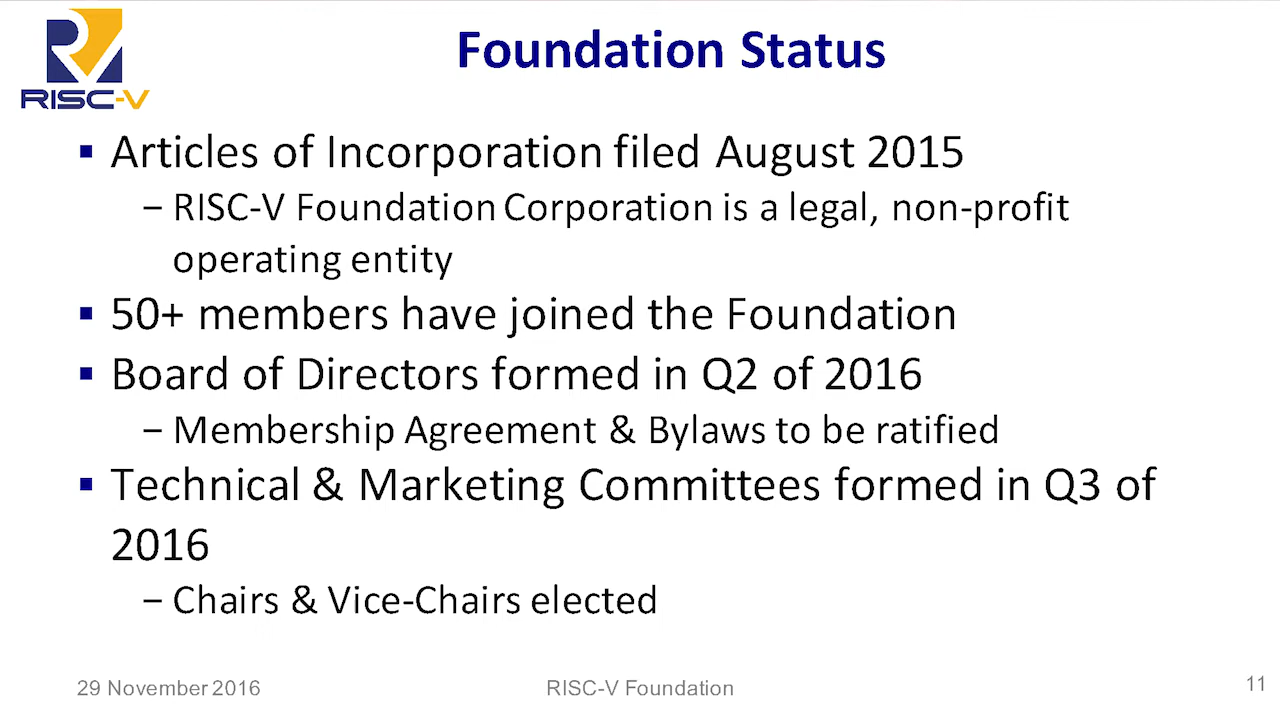 RISC-V
Foundation Status
▪ Articles of Incorporation filed August 2015
– RISC-V Foundation Corporation is a legal, non-profit
operating entity
▪ 50+ members have joined the Foundation
▪ Board of Directors formed in Q2 of 2016
– Membership Agreement & Bylaws to be ratified
▪ Technical & Marketing Committees formed in Q3 of
2016
– Chairs & Vice-Chairs elected
29 November 2016
RISC-V Foundation
11